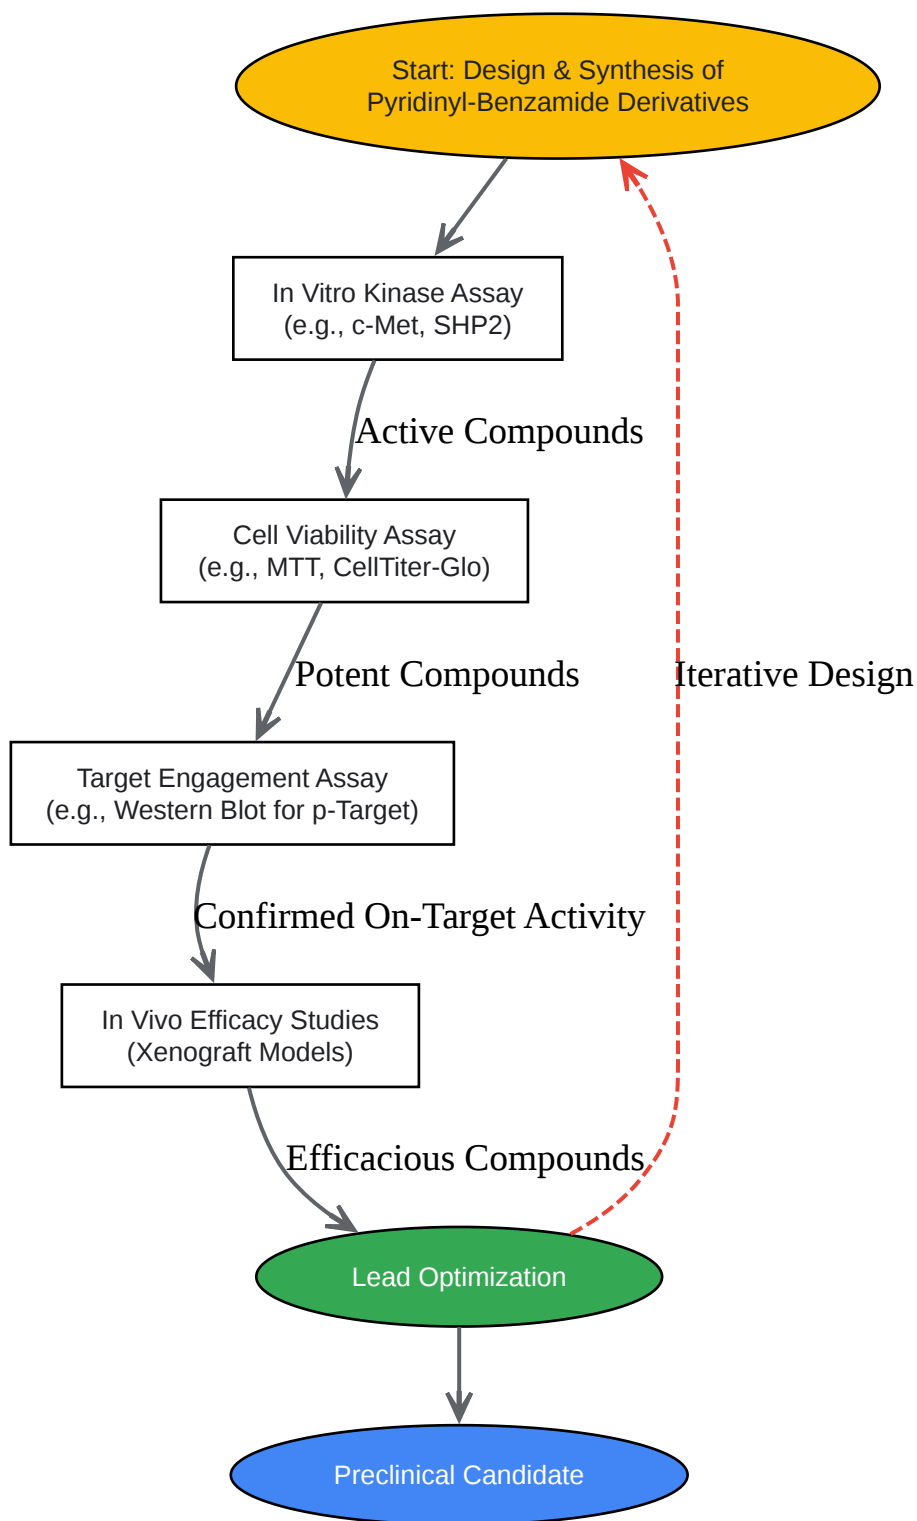 Start: Design & Synthesis of
Pyridinyl-Benzamide Derivatives
In Vitro Kinase Assay
(e.g., c-Met, SHP2)
Active Compounds
Cell Viability Assay
(e.g., MTT, CellTiter-Glo)
Potent Compounds
Iterative Design
Target Engagement Assay
(e.g., Western Blot for p-Target)
Confirmed On-Target Activity
In Vivo Efficacy Studies
(Xenograft Models)
Efficacious Compounds
Lead Optimization
Preclinical Candidate